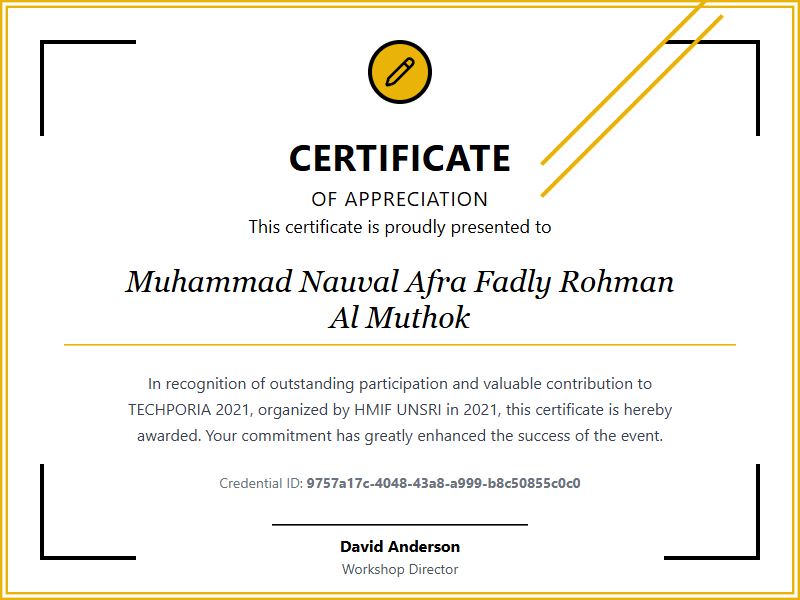 CERTIFICATE
OF APPRECIATION
This certificate is proudly presented to
Muhammad Nauval Afra Fadly Rohman
Al Muthok
In recognition of outstanding participation and valuable contribution to
TECHPORIA 2021, organized by HMIF UNSRI in 2021, this certificate is hereby
awarded. Your commitment has greatly enhanced the success of the event.
Credential ID: 9757a17c-4048-43a8-a999-b8c50855c0c0
David Anderson
Workshop Director